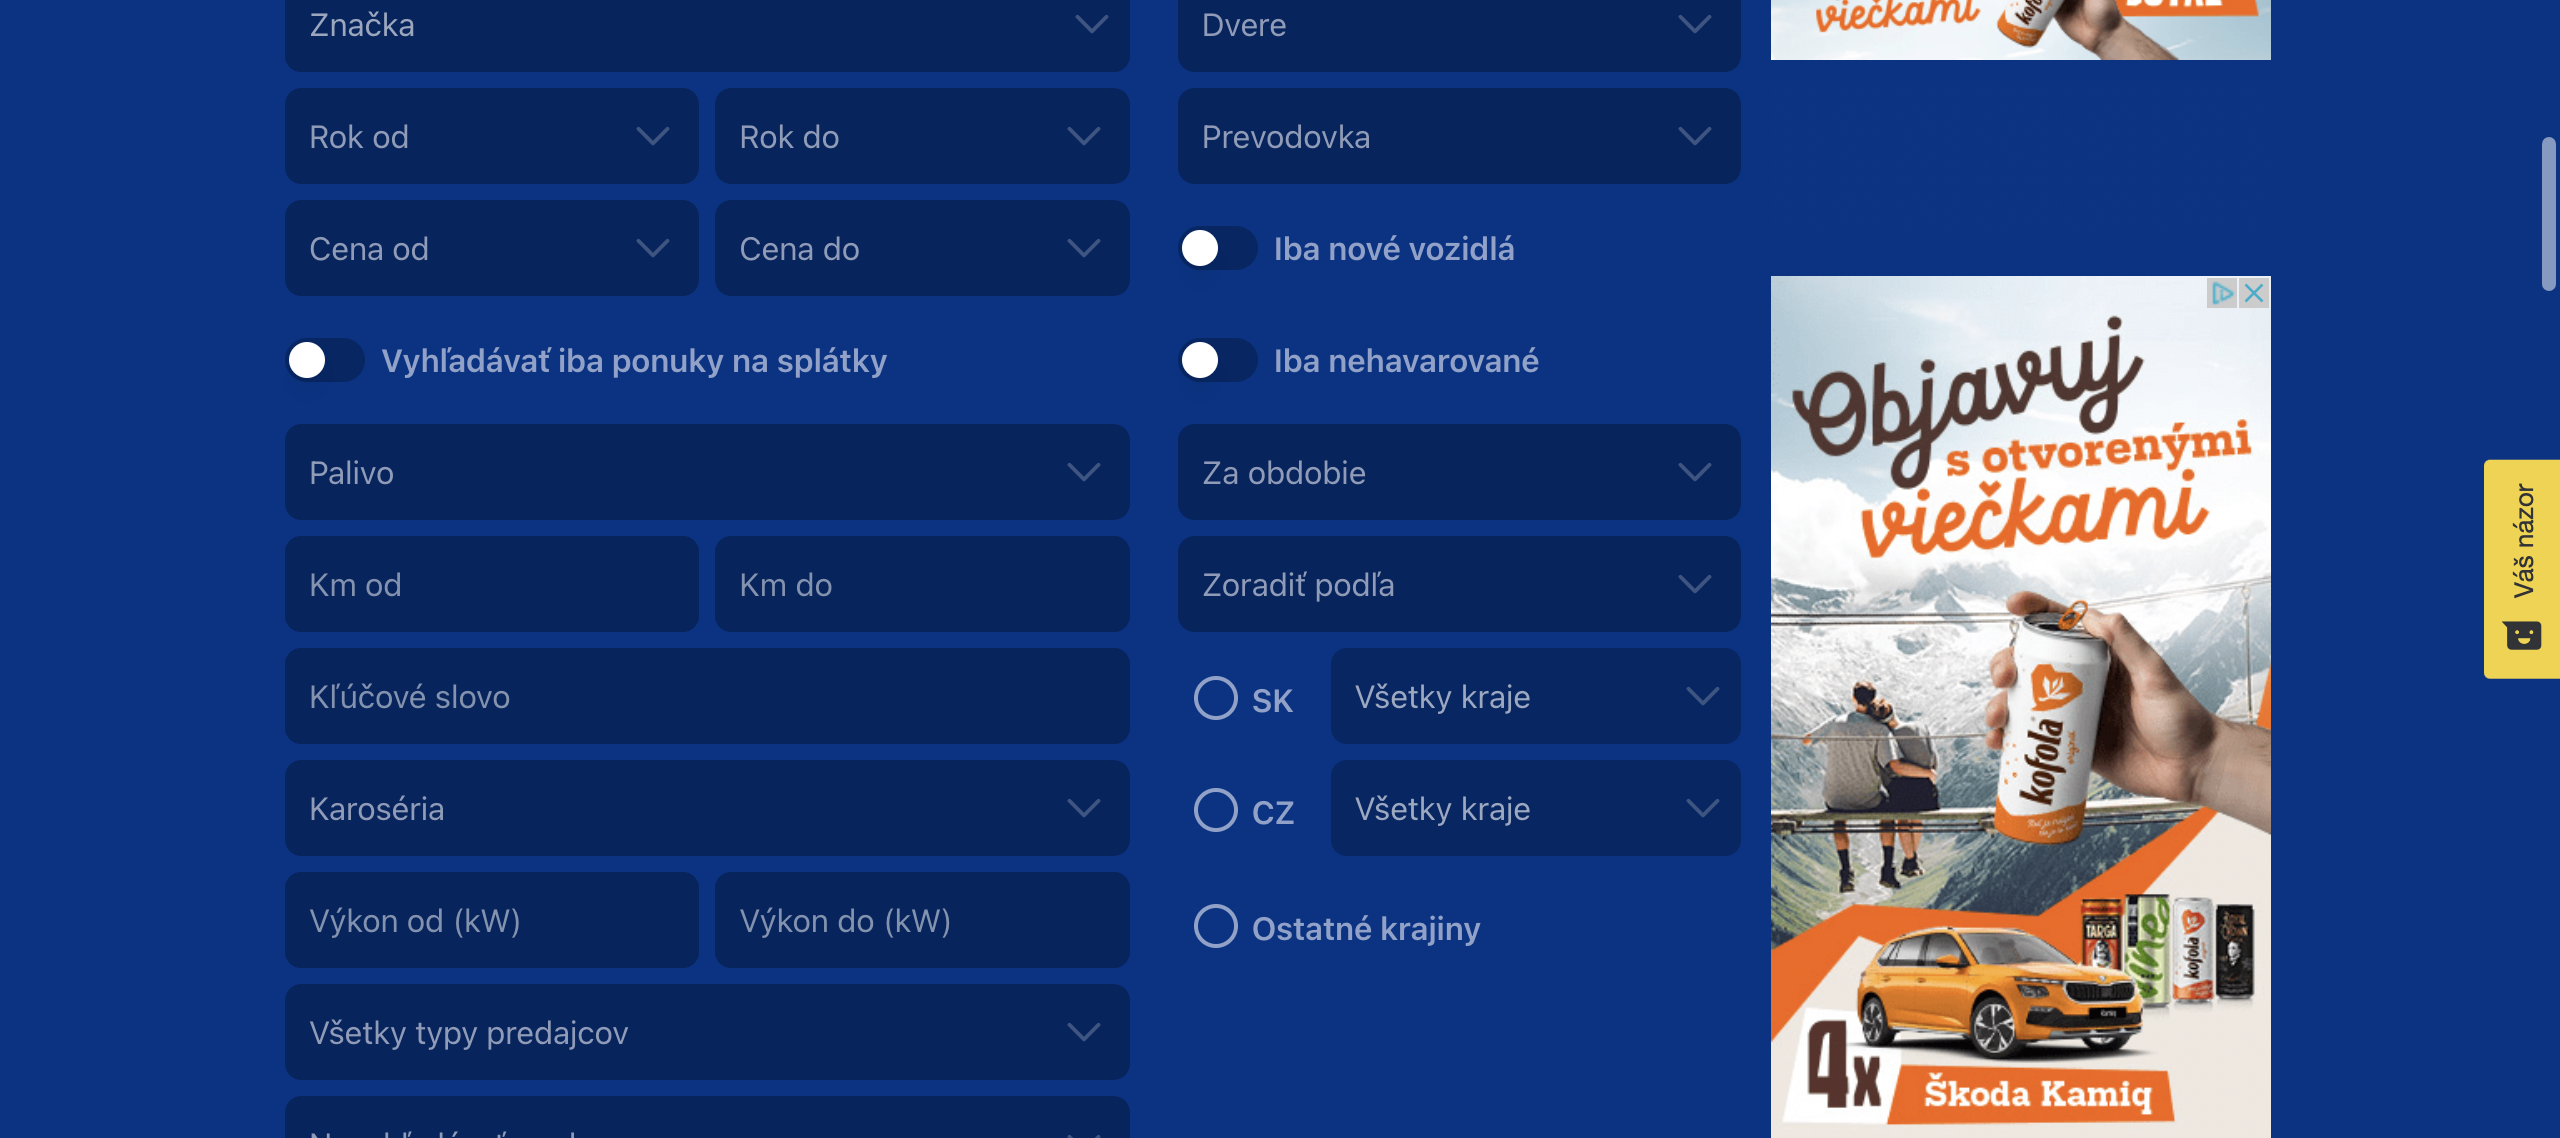 Značka
Rok od
Rok do
Cena od
Cena do
Vyhľadávať iba ponuky na splátky
Palivo
Km od
Km do
Kľúčové slovo
Karoséria
Výkon od (kW)
Výkon do (kW)
Všetky typy predajcov
Dvere
Prevodovka
Iba nové vozidlá
Iba nehavarované
Za obdobie
Zoradiť podľa
SK
Všetky kraje
CZ
Všetky kraje
Ostatné krajiny
viečkami
Objavuj
s otvorenými
viečkami
kofola
original
TARGA
kofola
4x
Škoda Kamiq
Váš názor